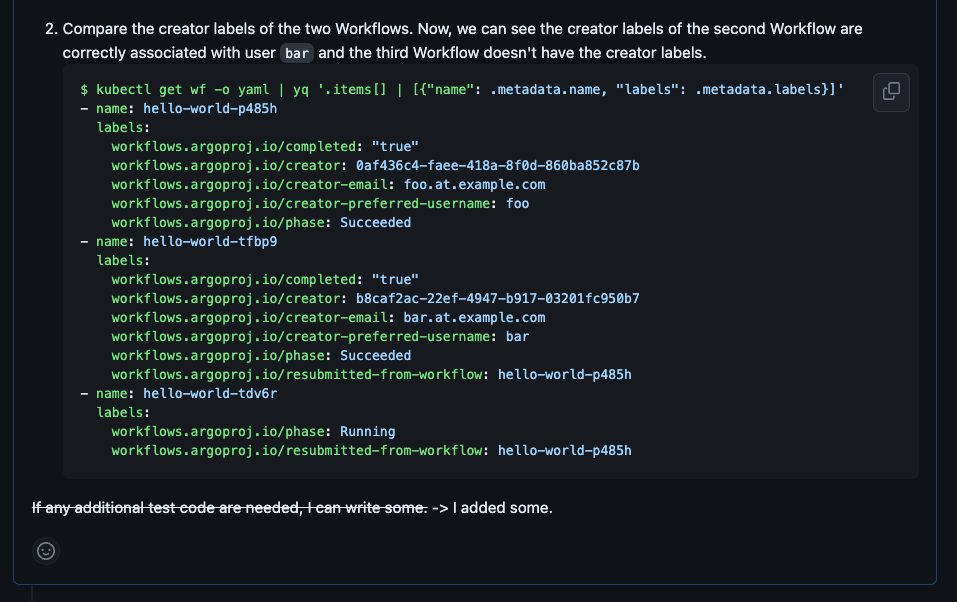 2. Compare the creator labels of the two Workflows. Now, we can see the creator labels of the second Workflow are
correctly associated with user bar and the third Workflow doesn't have the creator labels.
$ kubectl get wf -o yaml | yq '.items[] | [{"name": .metadata.name, "labels": .metadata.labels}]'
- name: hello-world-p485h
  labels:
    workflows.argoproj.io/completed: "true"
    workflows.argoproj.io/creator: 0af436c4-faee-418a-8f0d-860ba852c87b
    workflows.argoproj.io/creator-email: foo.at.example.com
    workflows.argoproj.io/creator-preferred-username: foo
    workflows.argoproj.io/phase: Succeeded
- name: hello-world-tfbp9
  labels:
    workflows.argoproj.io/completed: "true"
    workflows.argoproj.io/creator: b8caf2ac-22ef-4947-b917-03201fc950b7
    workflows.argoproj.io/creator-email: bar.at.example.com
    workflows.argoproj.io/creator-preferred-username: bar
    workflows.argoproj.io/phase: Succeeded
    workflows.argoproj.io/resubmitted-from-workflow: hello-world-p485h
- name: hello-world-tdv6r
  labels:
    workflows.argoproj.io/phase: Running
    workflows.argoproj.io/resubmitted-from-workflow: hello-world-p485h
If any additional test code are needed, I can write some. -> I added some.